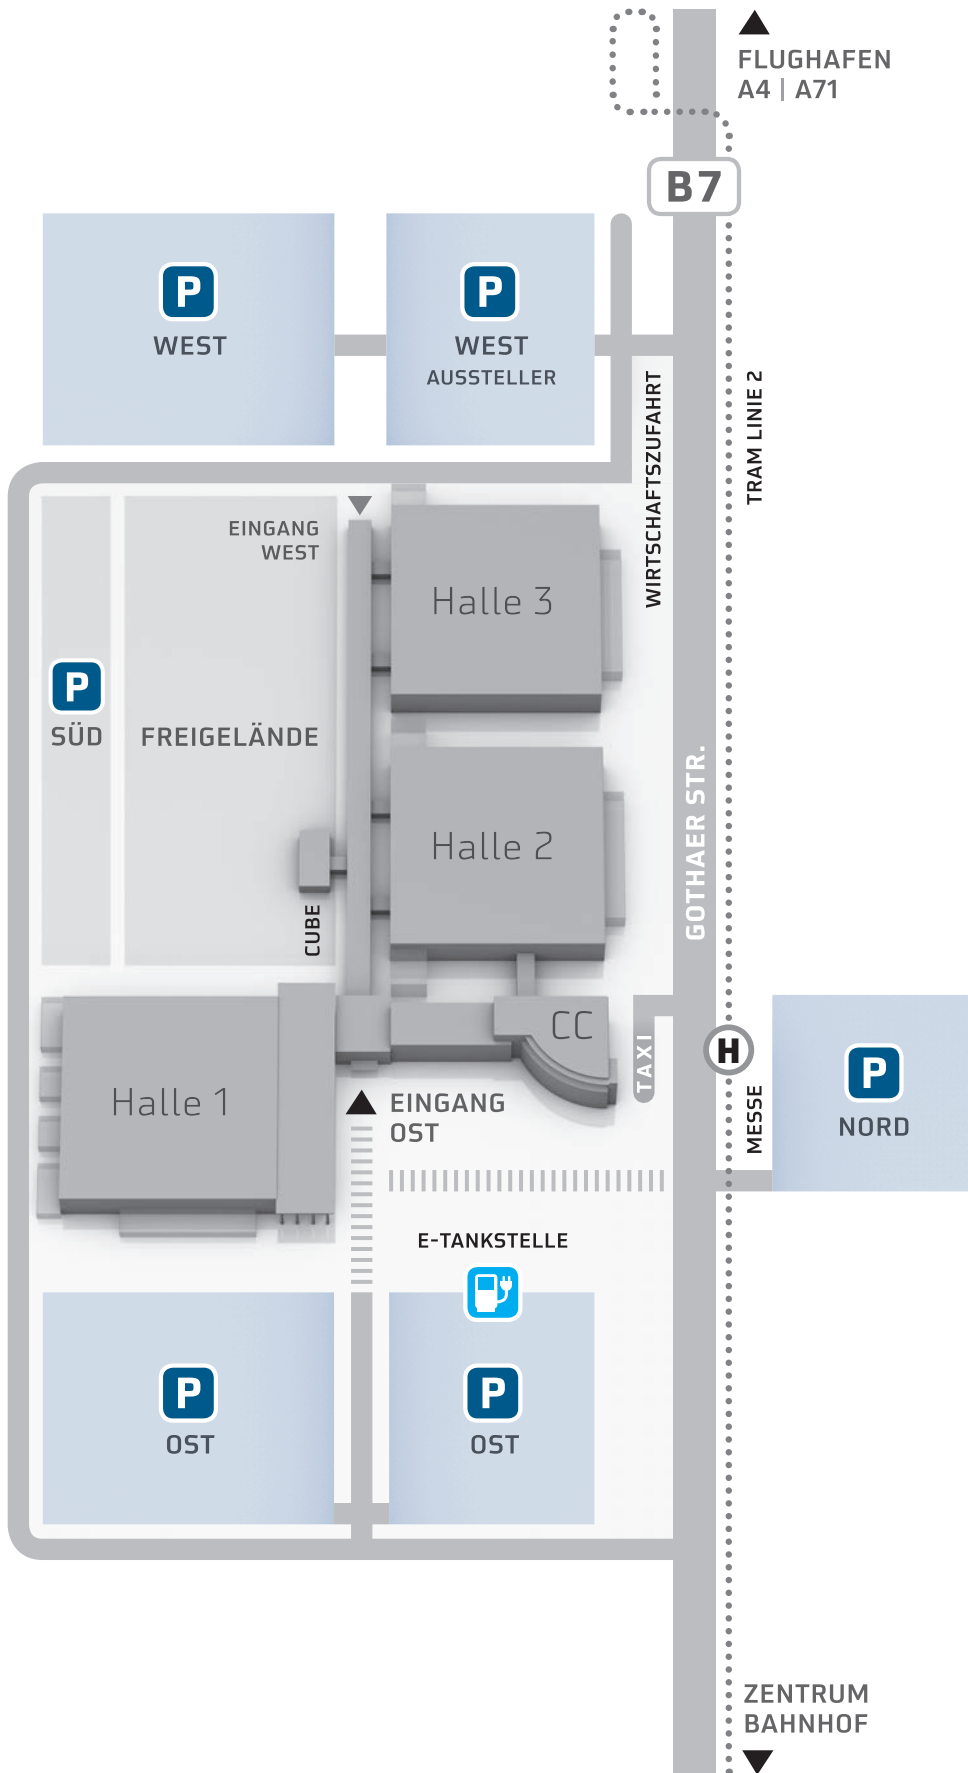 FLUGHAFEN
A4 | A71
B7
P
WEST
P
WEST
AUSSTELLER
WIRTSCHAFTSZUFAHRT
TRAM LINIE 2
EINGANG
WEST
Halle 3
P
SÜD
FREIGELÄNDE
GOTHAER STR.
Halle 2
CUBE
CC
TAXI
H
MESSE
P
NORD
Halle 1
EINGANG
OST
E-TANKSTELLE
P
OST
P
OST
ZENTRUM
BAHNHOF